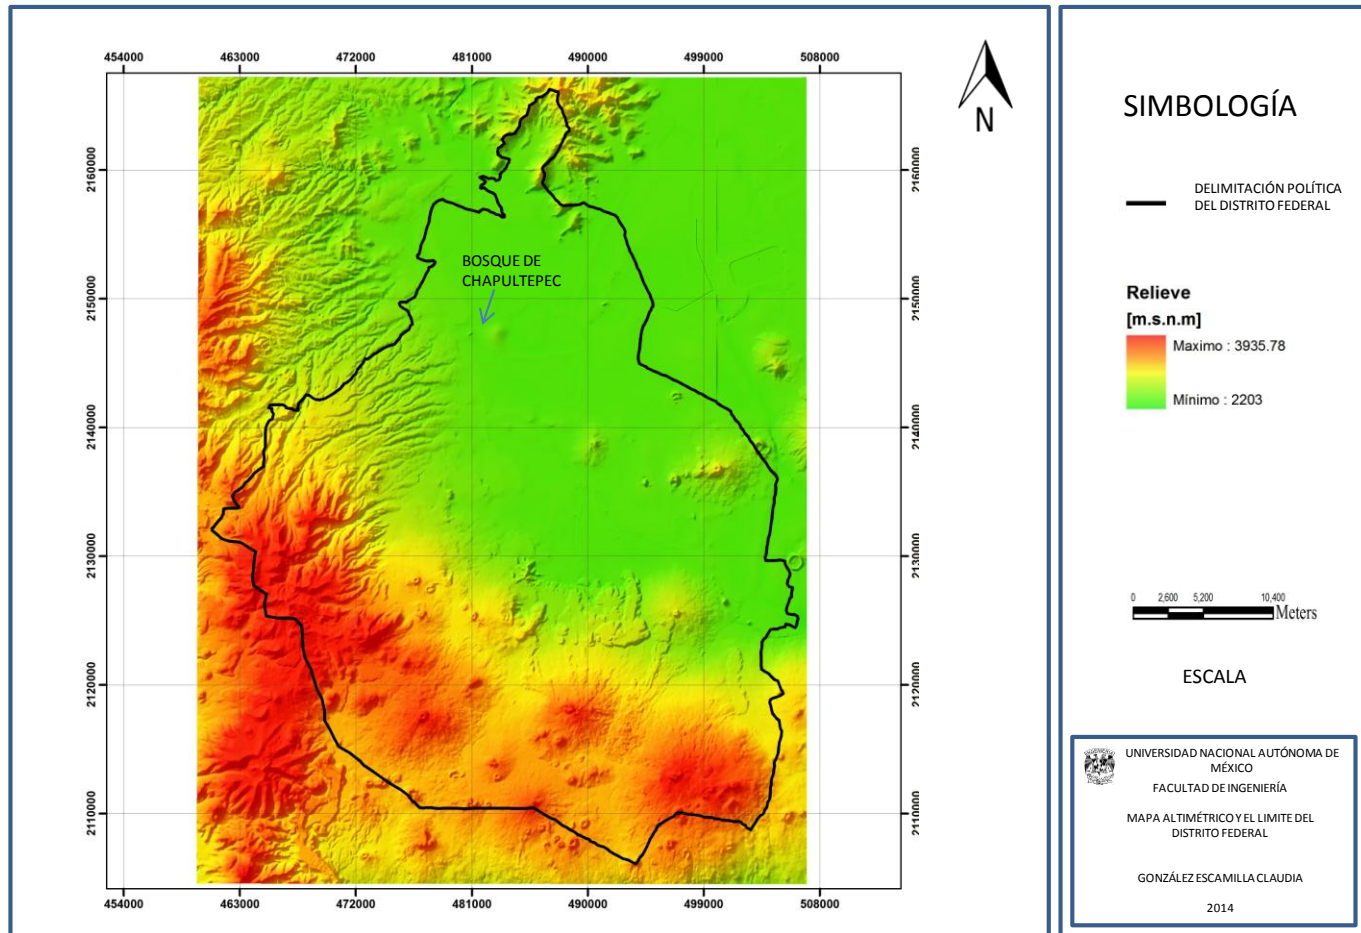 454000
463000
472000
481000
490000
499000
508000
N
2160000
2160000
BOSQUE DE
CHAPULTEPEC
2150000
2150000
2140000
2140000
2130000
2130000
2120000
2120000
2110000
2110000
454000
463000
472000
481000
490000
499000
508000
SIMBOLOGÍA
DELIMITACIÓN POLÍTICA
DEL DISTRITO FEDERAL
Relieve
[m.s.n.m]
Maximo : 3935.78
Mínimo : 2203
0 2,600 5,200 10,400
Meters
ESCALA
UNIVERSIDAD NACIONAL AUTÓNOMA DE
MÉXICO
FACULTAD DE INGENIERÍA
MAPA ALTIMÉTRICO Y EL LIMITE DEL
DISTRITO FEDERAL
GONZÁLEZ ESCAMILLA CLAUDIA
2014